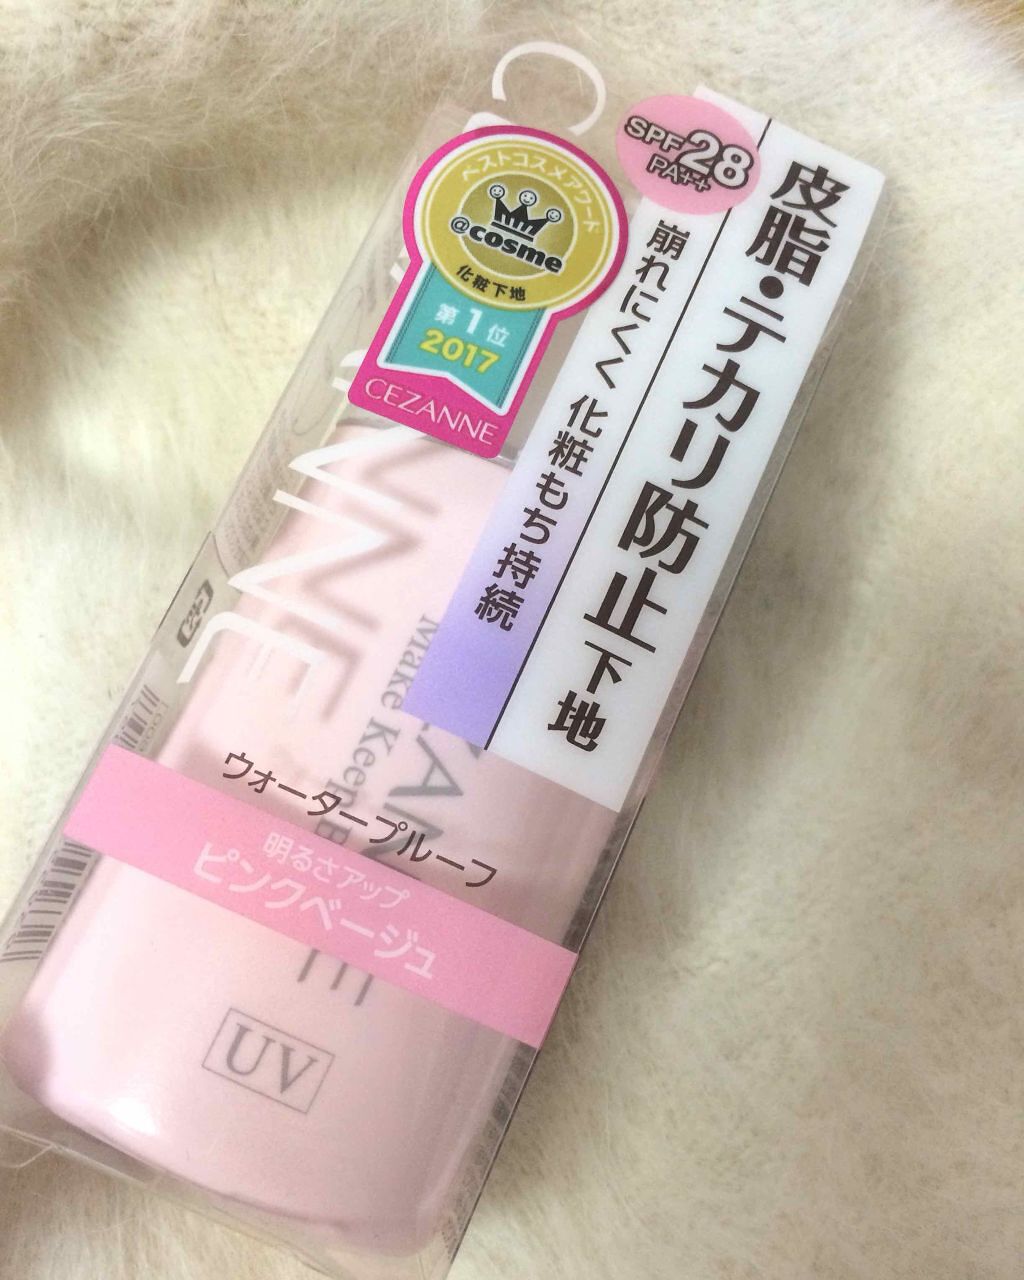 SPF28
PA++
皮脂・テカリ防止下地
崩れにくく 化粧もち持続
ベストコスメアワード
@cosme
化粧下地
第1位
2017
CEZANNE
Make Keep
ウォータープルーフ
明るさアップ
ピンクベージュ
UV